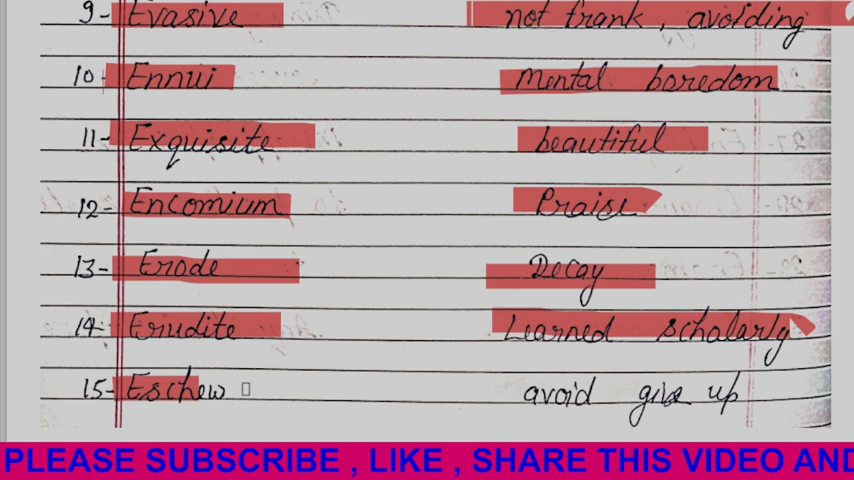 9- Evasive not frank, avoiding
10- Ennui mental boredom
11- Exquisite beautiful
12- Encomium Praise
13- Erode Decay
14- Erudite Learned scholarly
15- Eschew avoid give up
PLEASE SUBSCRIBE , LIKE , SHARE THIS VIDEO AND